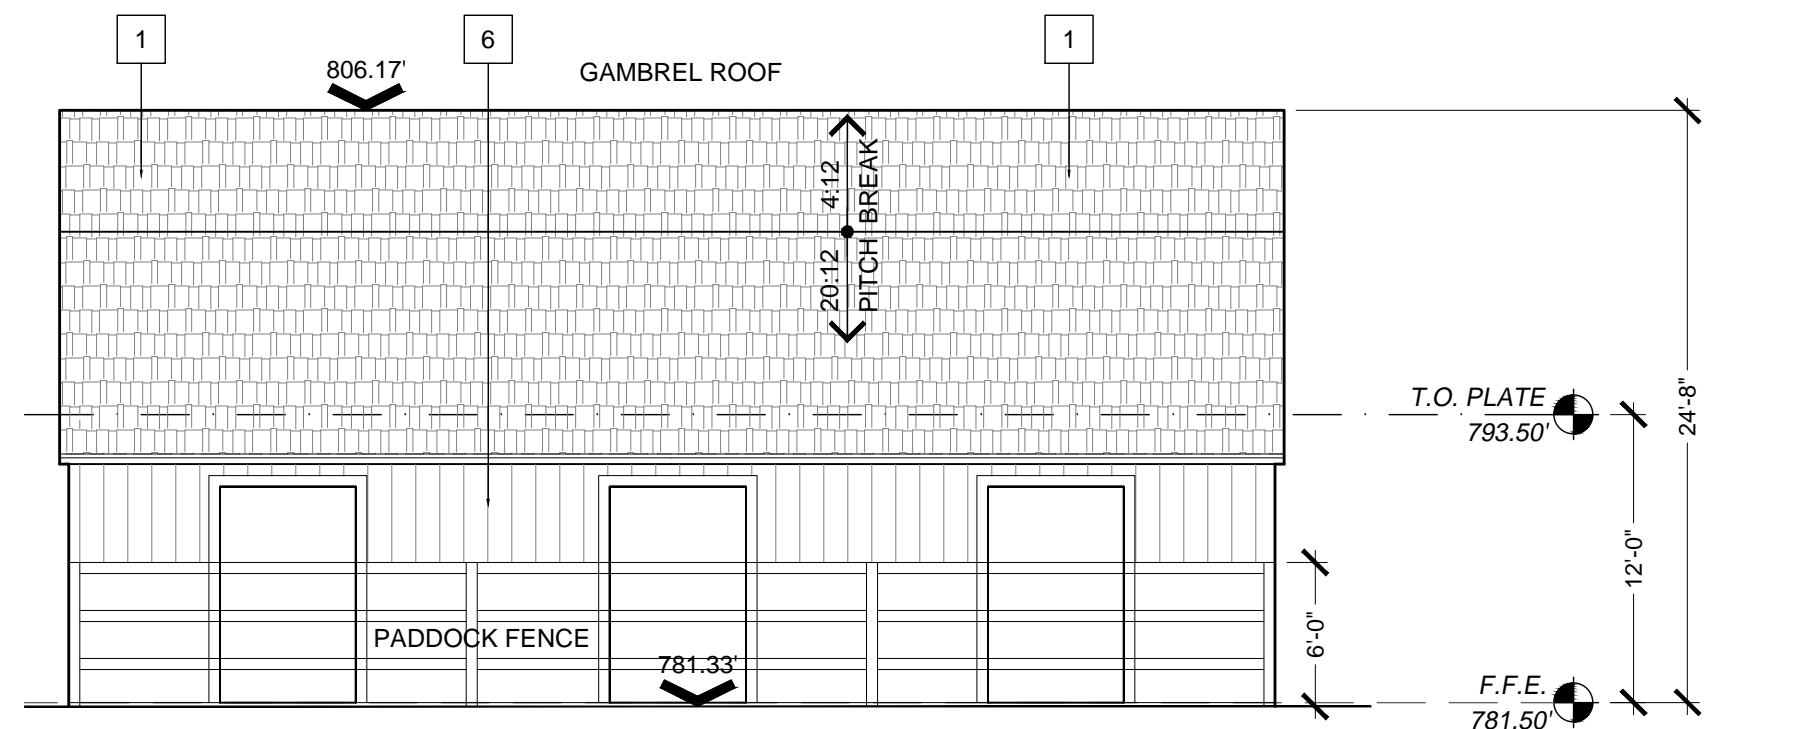 1
6
1
806.17'
GAMBREL ROOF
4:12
20:12
PITCH BREAK
T.O. PLATE
793.50'
24'-8"
12'-0"
6'-0"
PADDOCK FENCE
781.33'
F.F.E.
781.50'